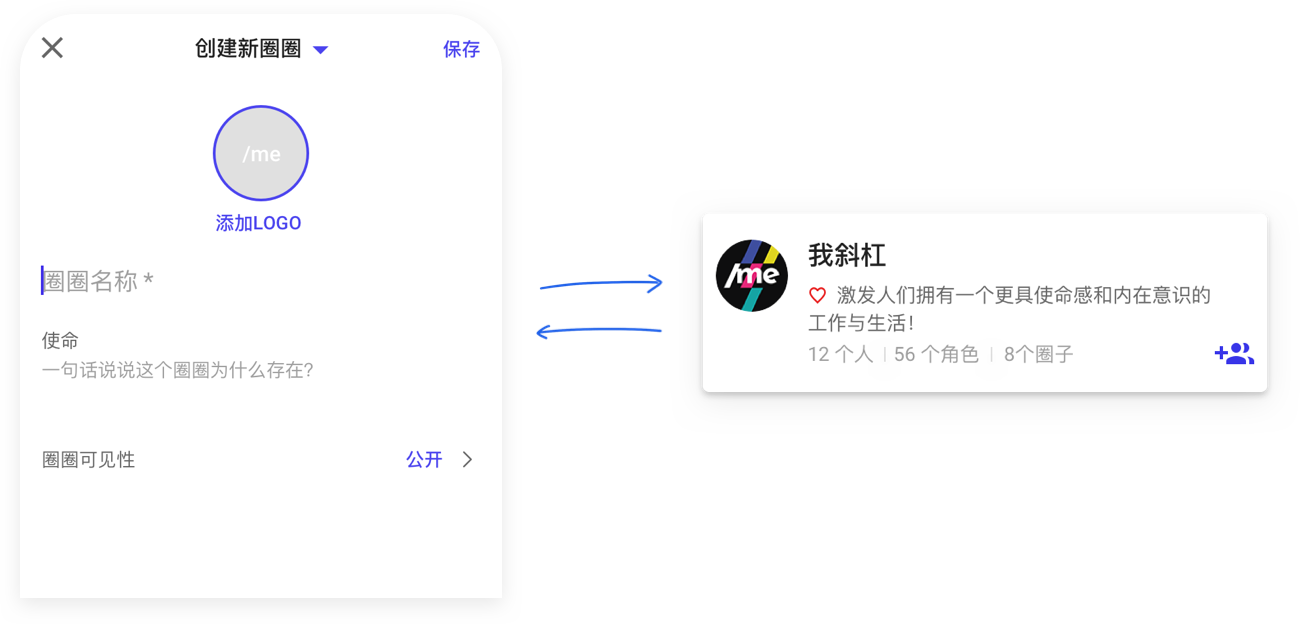 创建新圈圈
保存
/me
添加LOGO
圈圈名称 *
使命
一句话说说这个圈圈为什么存在?
圈圈可见性
公开
/me
我斜杠
激发人们拥有一个更具使命感和内在意识的
工作与生活!
12 个人 | 56 个角色 | 8个圈子